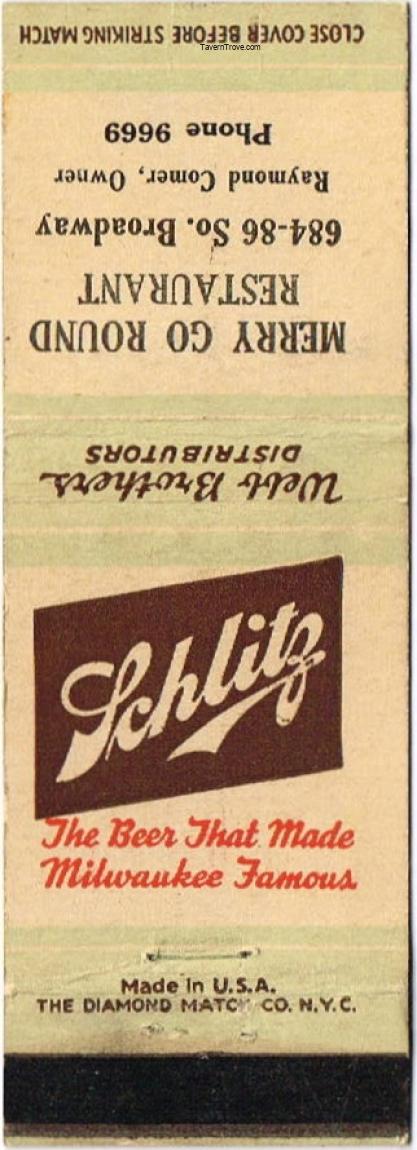 CLOSE COVER BEFORE STRIKING MATCH
TavernTrove.com
MERRY GO ROUND
RESTAURANT
684-86 So. Broadway
Raymond Comer, Owner
Phone 9669
Webb Brothers
DISTRIBUTORS
Schlitz
The Beer That Made
Milwaukee Famous
Made in U.S.A.
THE DIAMOND MATCH CO. N.Y.C.